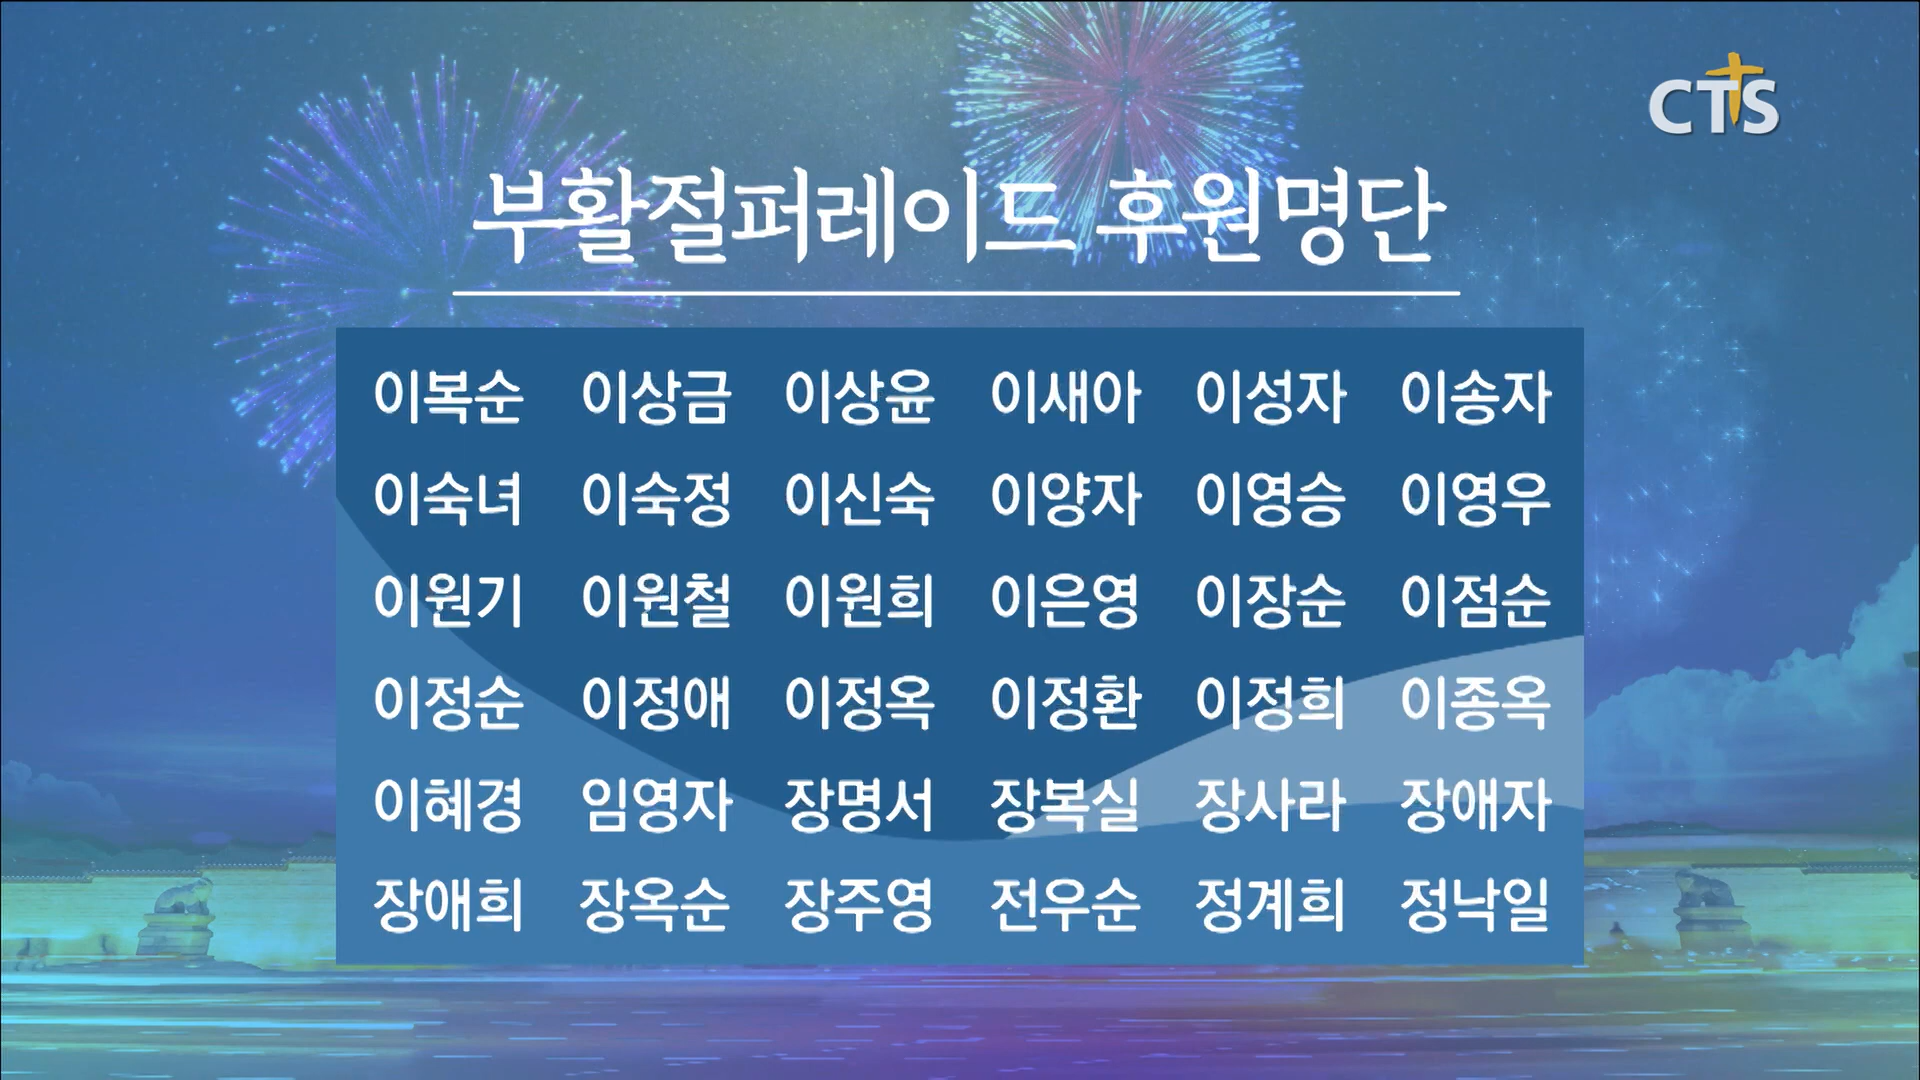 CTS
부활절퍼레이드 후원명단
이복순 이상금 이상윤 이새아 이성자 이송자
이숙녀 이숙정 이신숙 이양자 이영승 이영우
이원기 이원철 이원희 이은영 이장순 이점순
이정순 이정애 이정옥 이정환 이정희 이종옥
이혜경 임영자 장명서 장복실 장사라 장애자
장애희 장옥순 장주영 전우순 정계희 정낙일